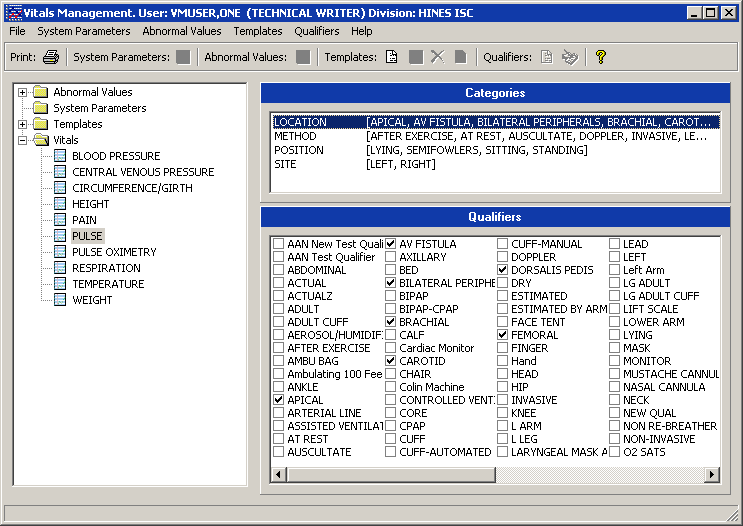 Vitals Management. User: VMUSER,ONE (TECHNICAL WRITER) Division: HINES ISC
File System Parameters Abnormal Values Templates Qualifiers Help
Print: System Parameters: Abnormal Values: Templates: Qualifiers:
Abnormal Values
System Parameters
Templates
Vitals
BLOOD PRESSURE
CENTRAL VENOUS PRESSURE
CIRCUMFERENCE/GIRTH
HEIGHT
PAIN
PULSE
PULSE OXIMETRY
RESPIRATION
TEMPERATURE
WEIGHT
Categories
LOCATION [APICAL, AV FISTULA, BILATERAL PERIPHERALS, BRACHIAL, CAROT...
METHOD [AFTER EXERCISE, AT REST, AUSCULTATE, DOPPLER, INVASIVE, LE...
POSITION [LYING, SEMIFOWLERS, SITTING, STANDING]
SITE [LEFT, RIGHT]
Qualifiers
AAN New Test Quali AV FISTULA CUFF-MANUAL LEAD
AAN Test Qualifier AXILLARY DOPPLER LEFT
ABDOMINAL BED DORSALIS PEDIS Left Arm
ACTUAL BILATERAL PERIPHE DRY LG ADULT
ACTUALZ BIPAP ESTIMATED LG ADULT CUFF
ADULT BIPAP-CPAP ESTIMATED BY ARM LIFT SCALE
ADULT CUFF BRACHIAL FACE TENT LOWER ARM
AEROSOL/HUMIDIF CALF FEMORAL LYING
AFTER EXERCISE Cardiac Monitor FINGER MASK
AMBU BAG CAROTID Hand MONITOR
Ambulating 100 Fee CHAIR HEAD MUSTACHE CANNUL
ANKLE Colin Machine HIP NASAL CANNULA
APICAL CONTROLLED VENTI INVASIVE NECK
ARTERIAL LINE CORE KNEE NEW QUAL
ASSISTED VENTILAT CPAP L ARM NON RE-BREATHER
AT REST CUFF L LEG NON-INVASIVE
AUSCULTATE CUFF-AUTOMATED LARYNGEAL MASK A O2 SATS